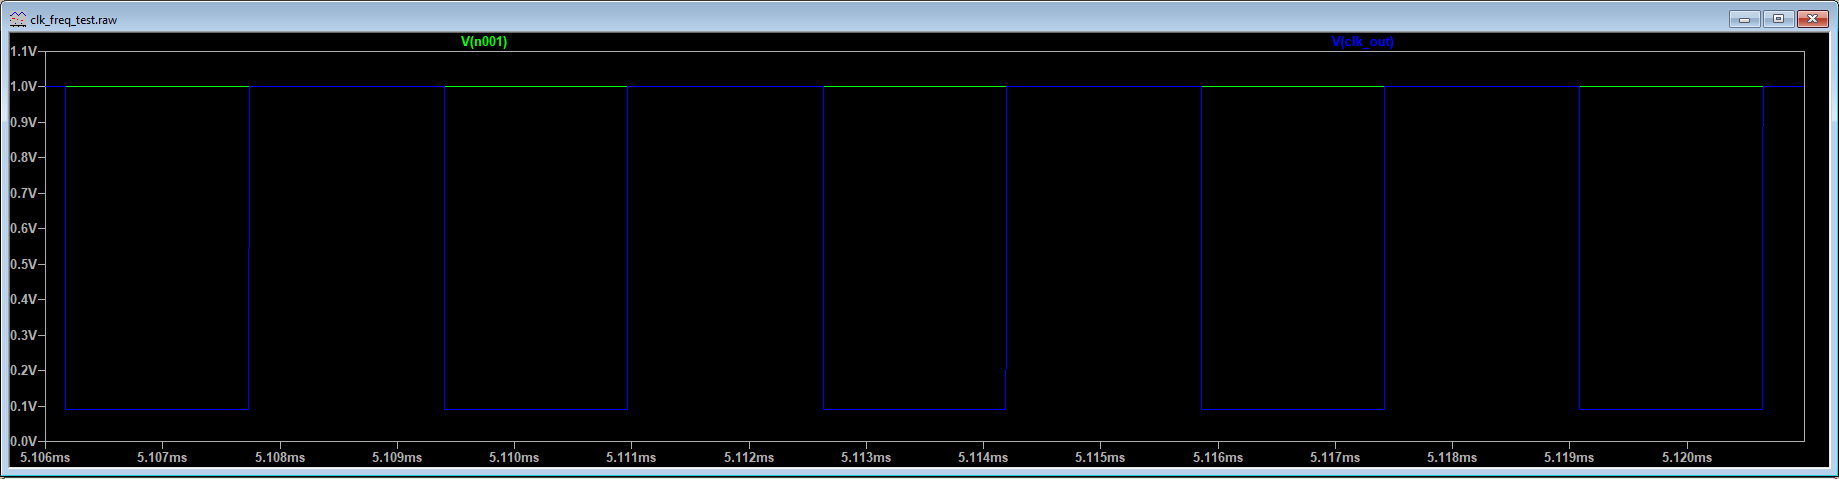 clk_freq_test.raw
V(n001) V(clk_out)
1.1V
1.0V
0.9V
0.8V
0.7V
0.6V
0.5V
0.4V
0.3V
0.2V
0.1V
0.0V
5.106ms 5.107ms 5.108ms 5.109ms 5.110ms 5.111ms 5.112ms 5.113ms 5.114ms 5.115ms 5.116ms 5.117ms 5.118ms 5.119ms 5.120ms